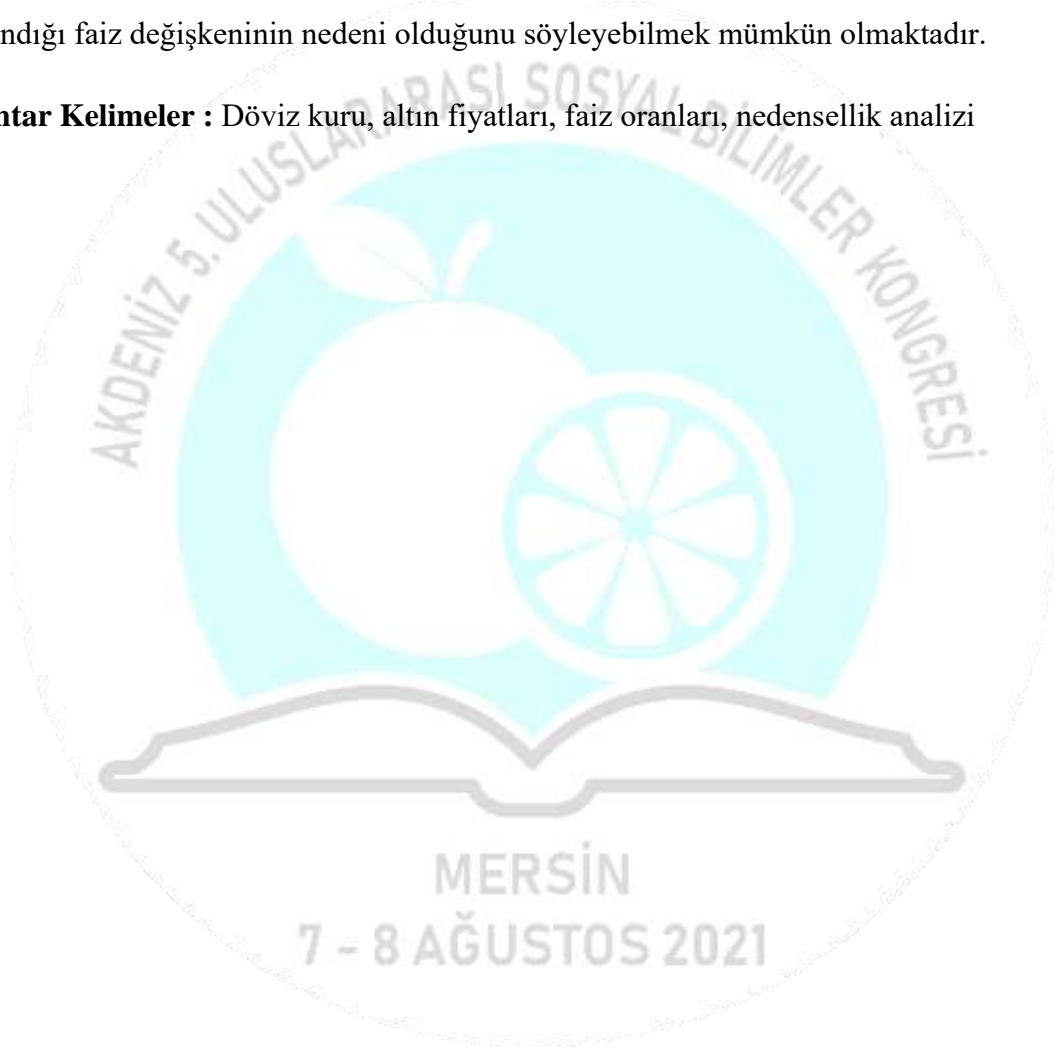 ndığı faiz değişkeninin nedeni olduğunu söyleyebilmek mümkün olmaktadır.
ntar Kelimeler : Döviz kuru, altın fiyatları, faiz oranları, nedensellik analizi
AKDENİZ 5. ULUSLARARASI SOSYAL BİLİMLER KONGRESİ
MERSİN
7 - 8 AĞUSTOS 2021